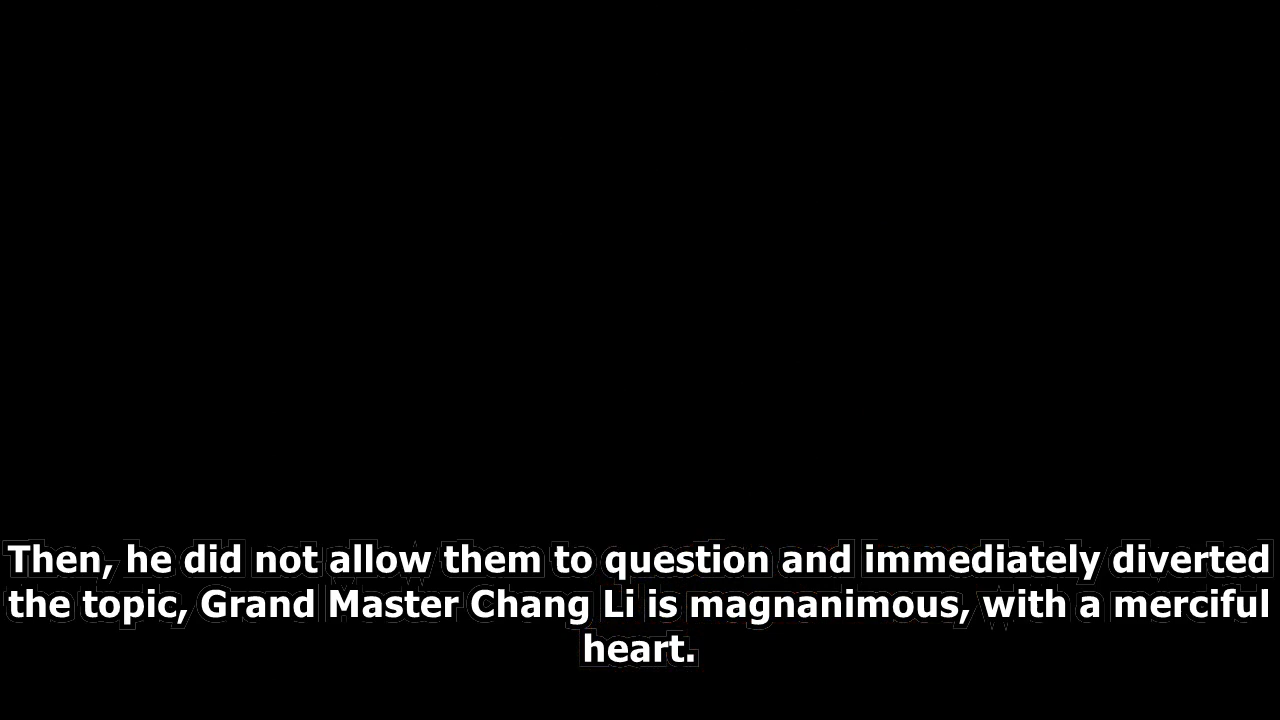 Then, he did not allow them to question and immediately diverted
the topic, Grand Master Chang Li is magnanimous, with a merciful
heart.